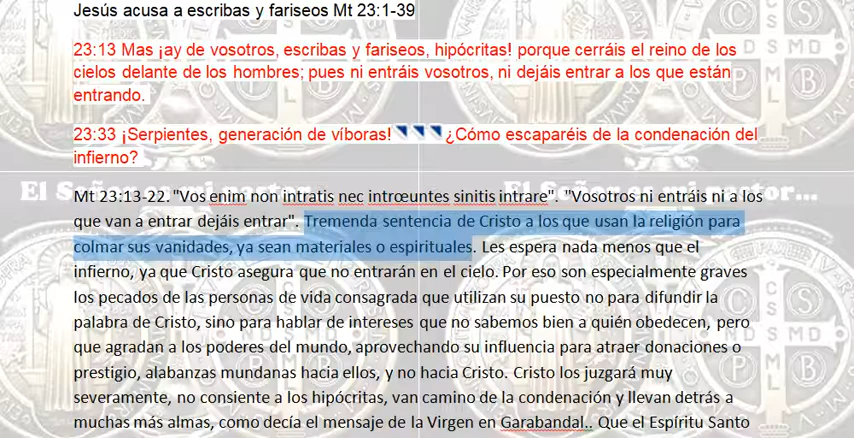 Jesús acusa a escribas y fariseos Mt 23:1-39
23:13 Mas ¡ay de vosotros, escribas y fariseos, hipócritas! porque cerráis el reino de los
cielos delante de los hombres; pues ni entráis vosotros, ni dejáis entrar a los que están
entrando.
23:33 ¡Serpientes, generación de víboras! ¿Cómo escaparéis de la condenación del
infierno?
El Señor es mi pastor...
Mt 23:13-22. "Vos enim non intratis nec introeuntes sinitis intrare". "Vosotros ni entráis ni a los
que van a entrar dejáis entrar". Tremenda sentencia de Cristo a los que usan la religión para
colmar sus vanidades, ya sean materiales o espirituales. Les espera nada menos que el
infierno, ya que Cristo asegura que no entrarán en el cielo. Por eso son especialmente graves
los pecados de las personas de vida consagrada que utilizan su puesto no para difundir la
palabra de Cristo, sino para hablar de intereses que no sabemos bien a quién obedecen, pero
que agradan a los poderes del mundo, aprovechando su influencia para atraer donaciones o
prestigio, alabanzas mundanas hacia ellos, y no hacia Cristo. Cristo los juzgará muy
severamente, no consiente a los hipócritas, van camino de la condenación y llevan detrás a
muchas más almas, como decía el mensaje de la Virgen en Garabandal.. Que el Espíritu Santo